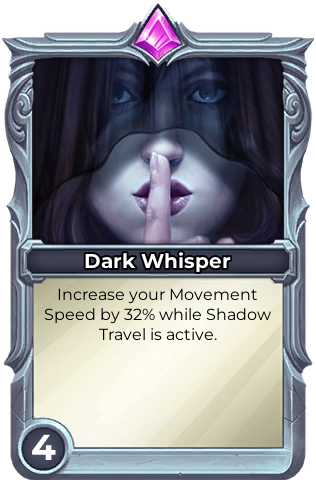 Dark Whisper
Increase your Movement
Speed by 32% while Shadow
Travel is active.
4